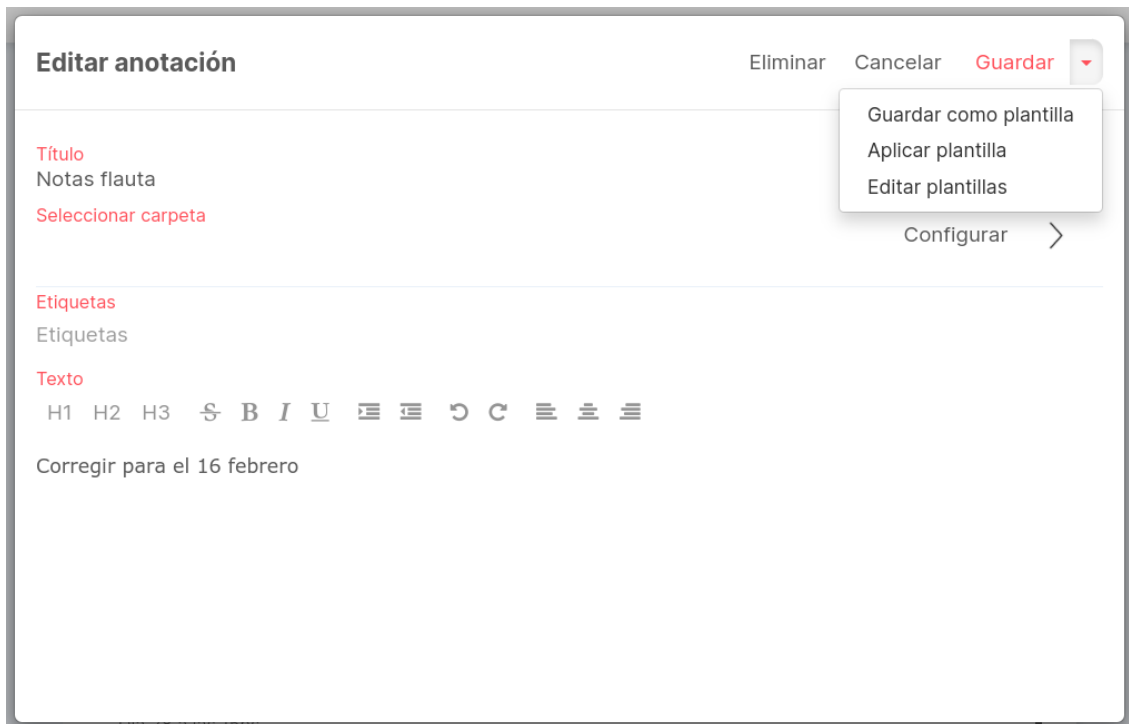 Editar anotación
Eliminar Cancelar Guardar
Guardar como plantilla
Aplicar plantilla
Editar plantillas
Título
Notas flauta
Seleccionar carpeta
Configurar
Etiquetas
Etiquetas
Texto
H1 H2 H3 S B I U
Corregir para el 16 febrero